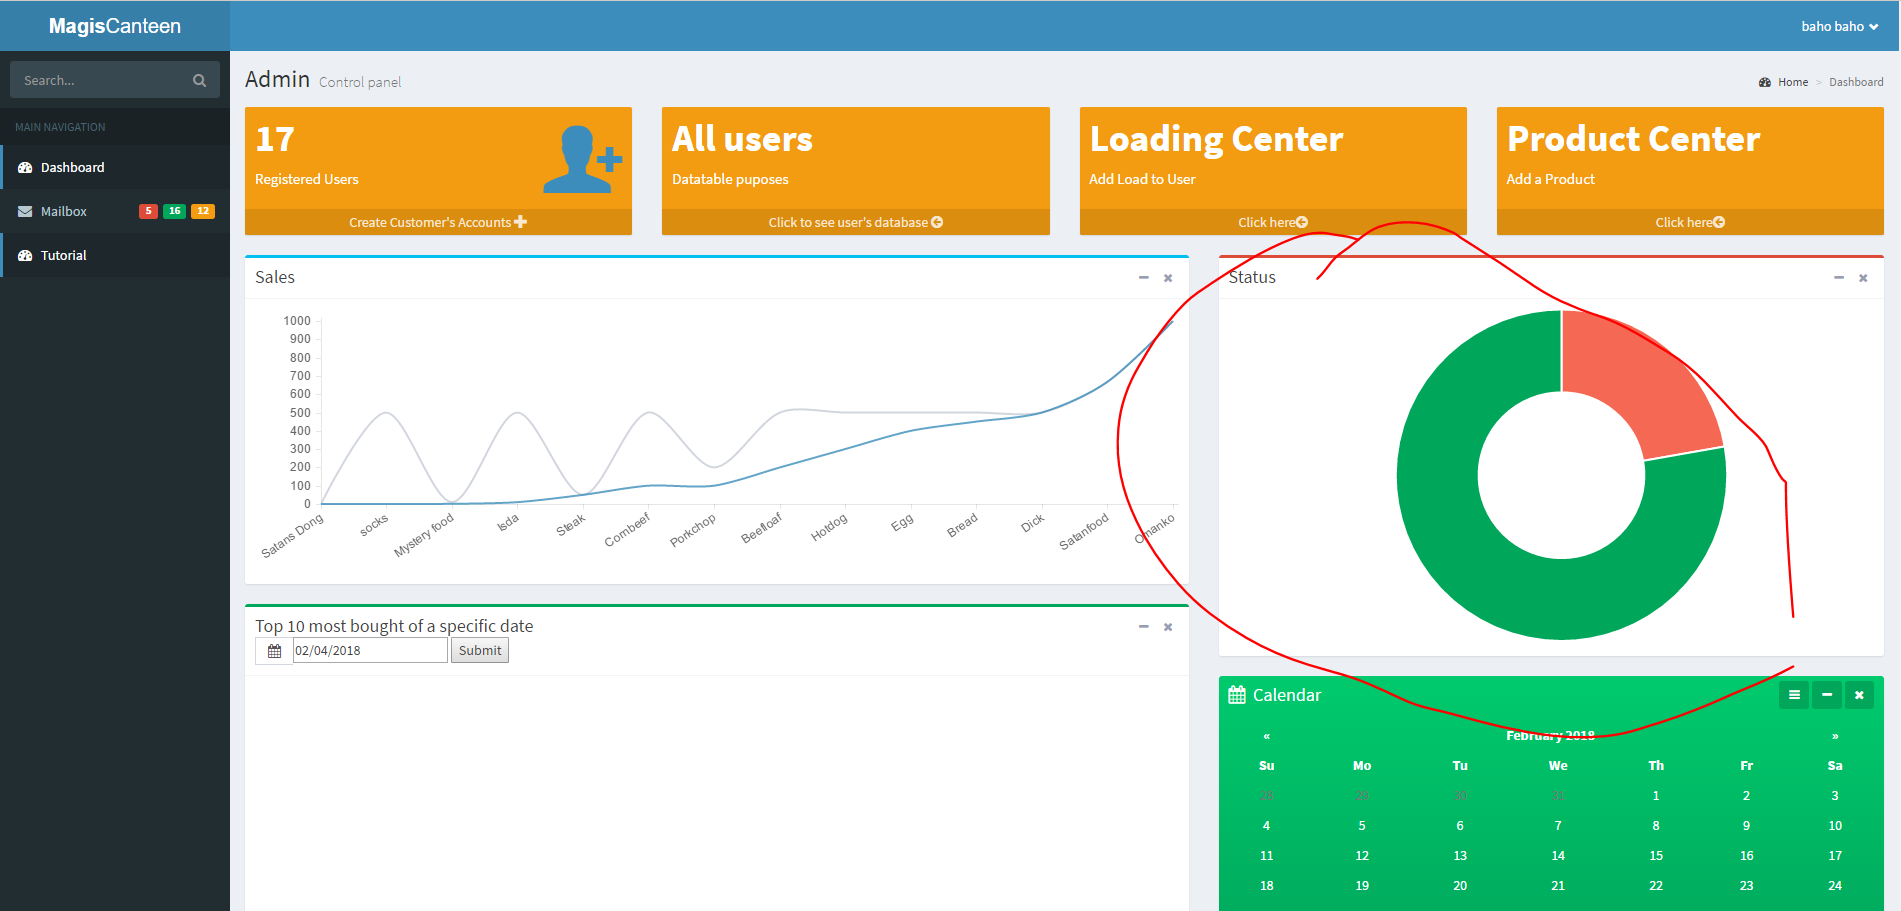 MagisCanteen
baho baho
Search...
MAIN NAVIGATION
Dashboard
Mailbox 5 16 12
Tutorial
Admin Control panel
Home > Dashboard
17
Registered Users
Create Customer's Accounts
All users
Datatable puposes
Click to see user's database
Loading Center
Add Load to User
Click here
Product Center
Add a Product
Click here
Sales
1000
900
800
700
600
500
400
300
200
100
0
Satans Dong
socks
Mystery food
Isda
Steak
Cornbeef
Porkchop
Beefloaf
Hotdog
Egg
Bread
Dick
Satanfood
Omanko
Status
Top 10 most bought of a specific date
02/04/2018 Submit
Calendar
« February 2018 »
Su Mo Tu We Th Fr Sa
28 29 30 31 1 2 3
4 5 6 7 8 9 10
11 12 13 14 15 16 17
18 19 20 21 22 23 24